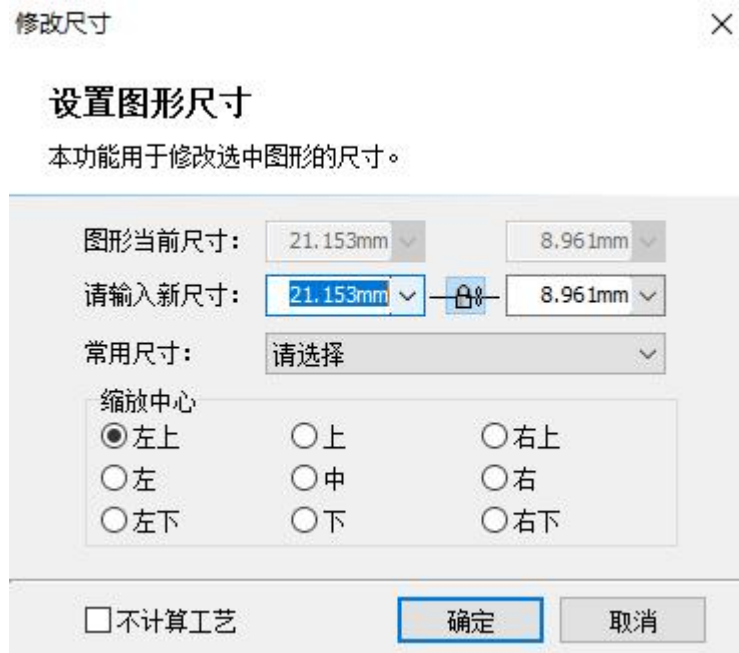 修改尺寸
设置图形尺寸
本功能用于修改选中图形的尺寸。
图形当前尺寸： 21.153mm 8.961mm
请输入新尺寸： 21.153mm 8.961mm
常用尺寸： 请选择
缩放中心
左上 上 右上
左 中 右
左下 下 右下
不计算工艺 确定 取消